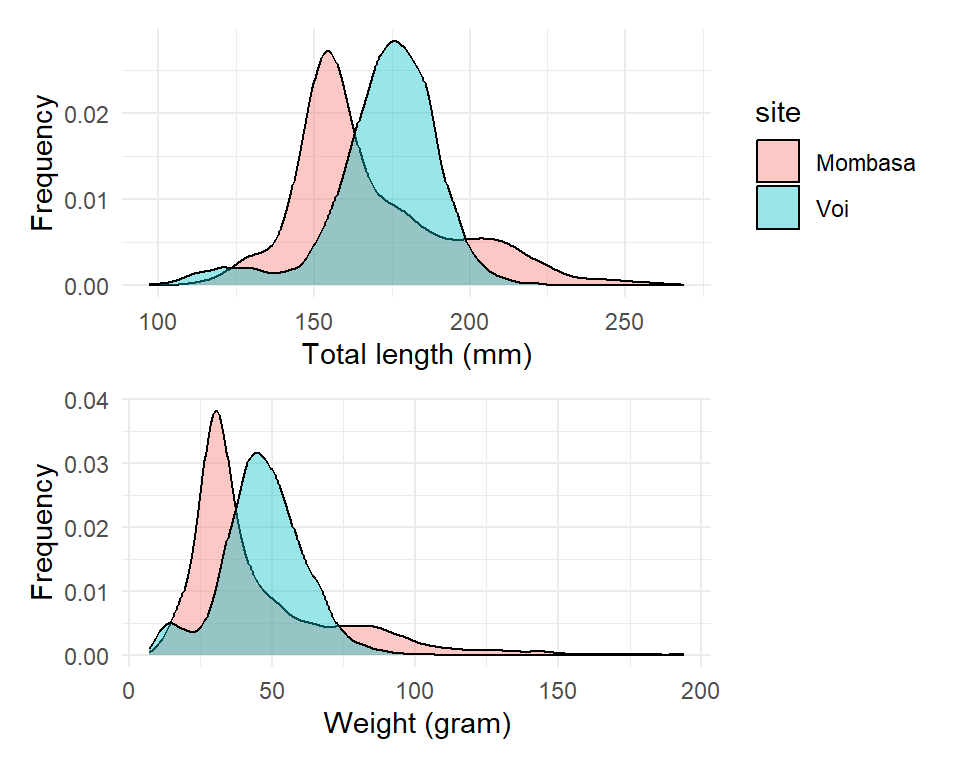 Frequency
0.02
0.01
0.00
100 150 200 250
Total length (mm)
site
Mombasa
Voi
Frequency
0.04
0.03
0.02
0.01
0.00
0 50 100 150 200
Weight (gram)